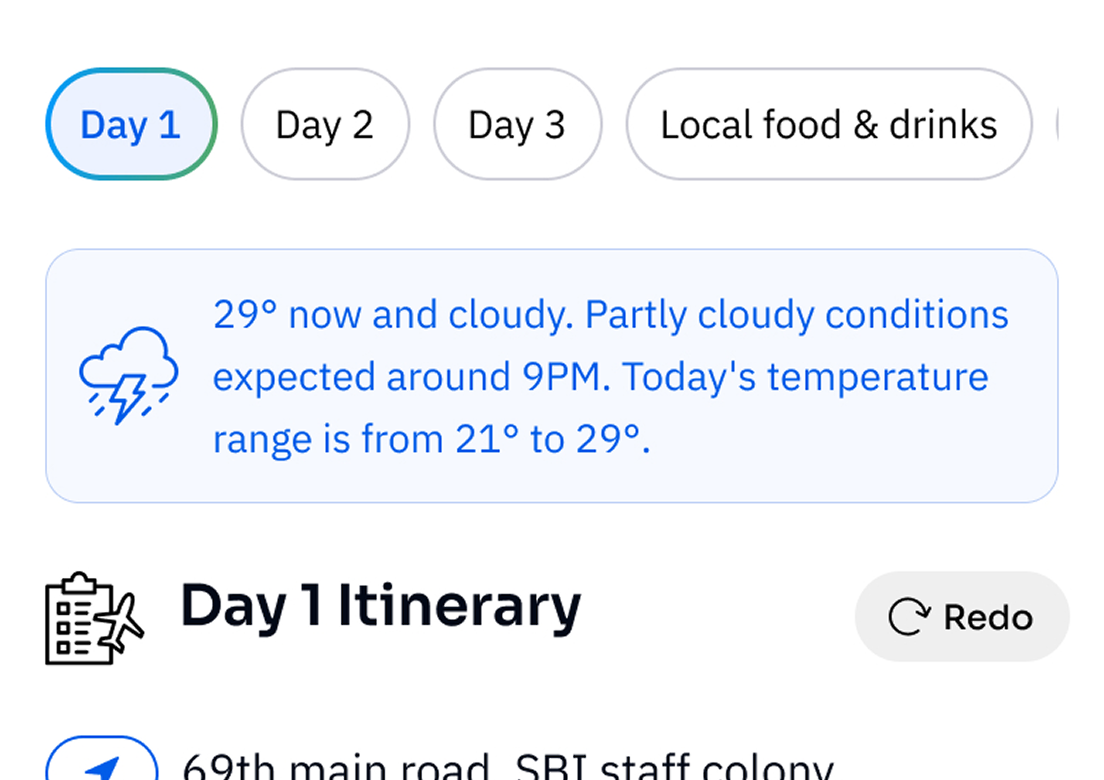 Day 1
Day 2
Day 3
Local food & drinks
29° now and cloudy. Partly cloudy conditions
expected around 9PM. Today's temperature
range is from 21° to 29°.
Day 1 Itinerary
Redo
69th main road, SBI staff colony